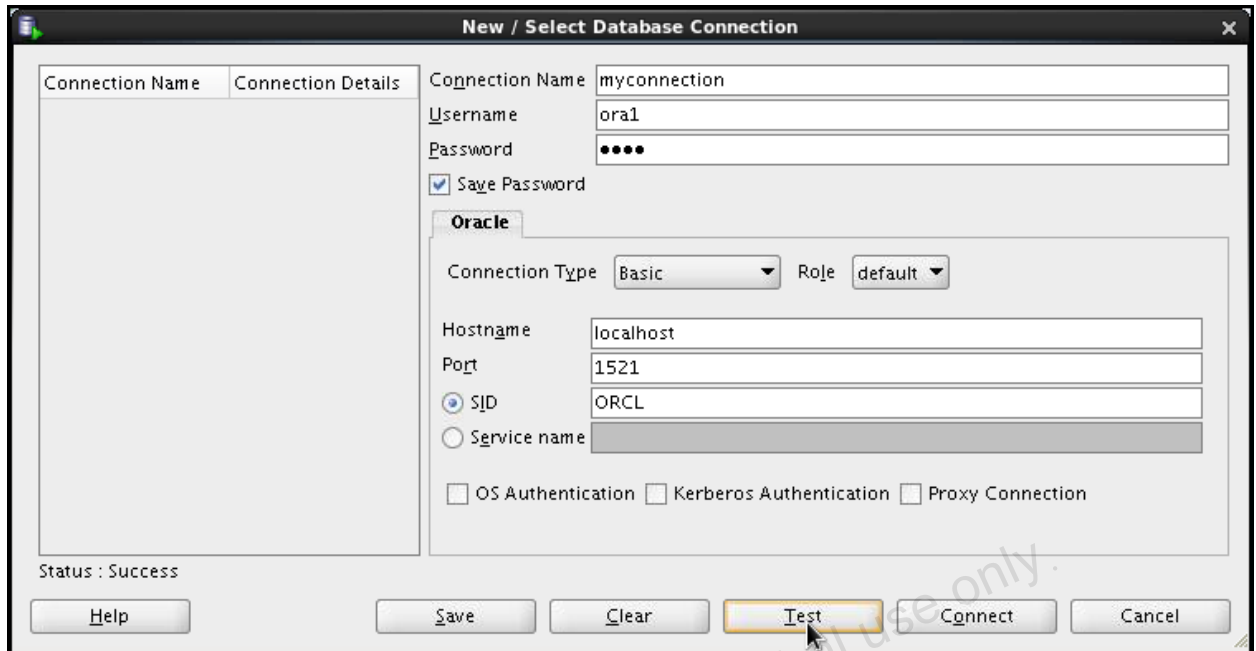 New / Select Database Connection
Connection Name Connection Details
Connection Name myconnection
Username ora1
Password ••••
Save Password
Oracle
Connection Type Basic Role default
Hostname localhost
Port 1521
SID ORCL
Service name
OS Authentication Kerberos Authentication Proxy Connection
Status : Success
Help Save Clear Test Connect Cancel
use only.